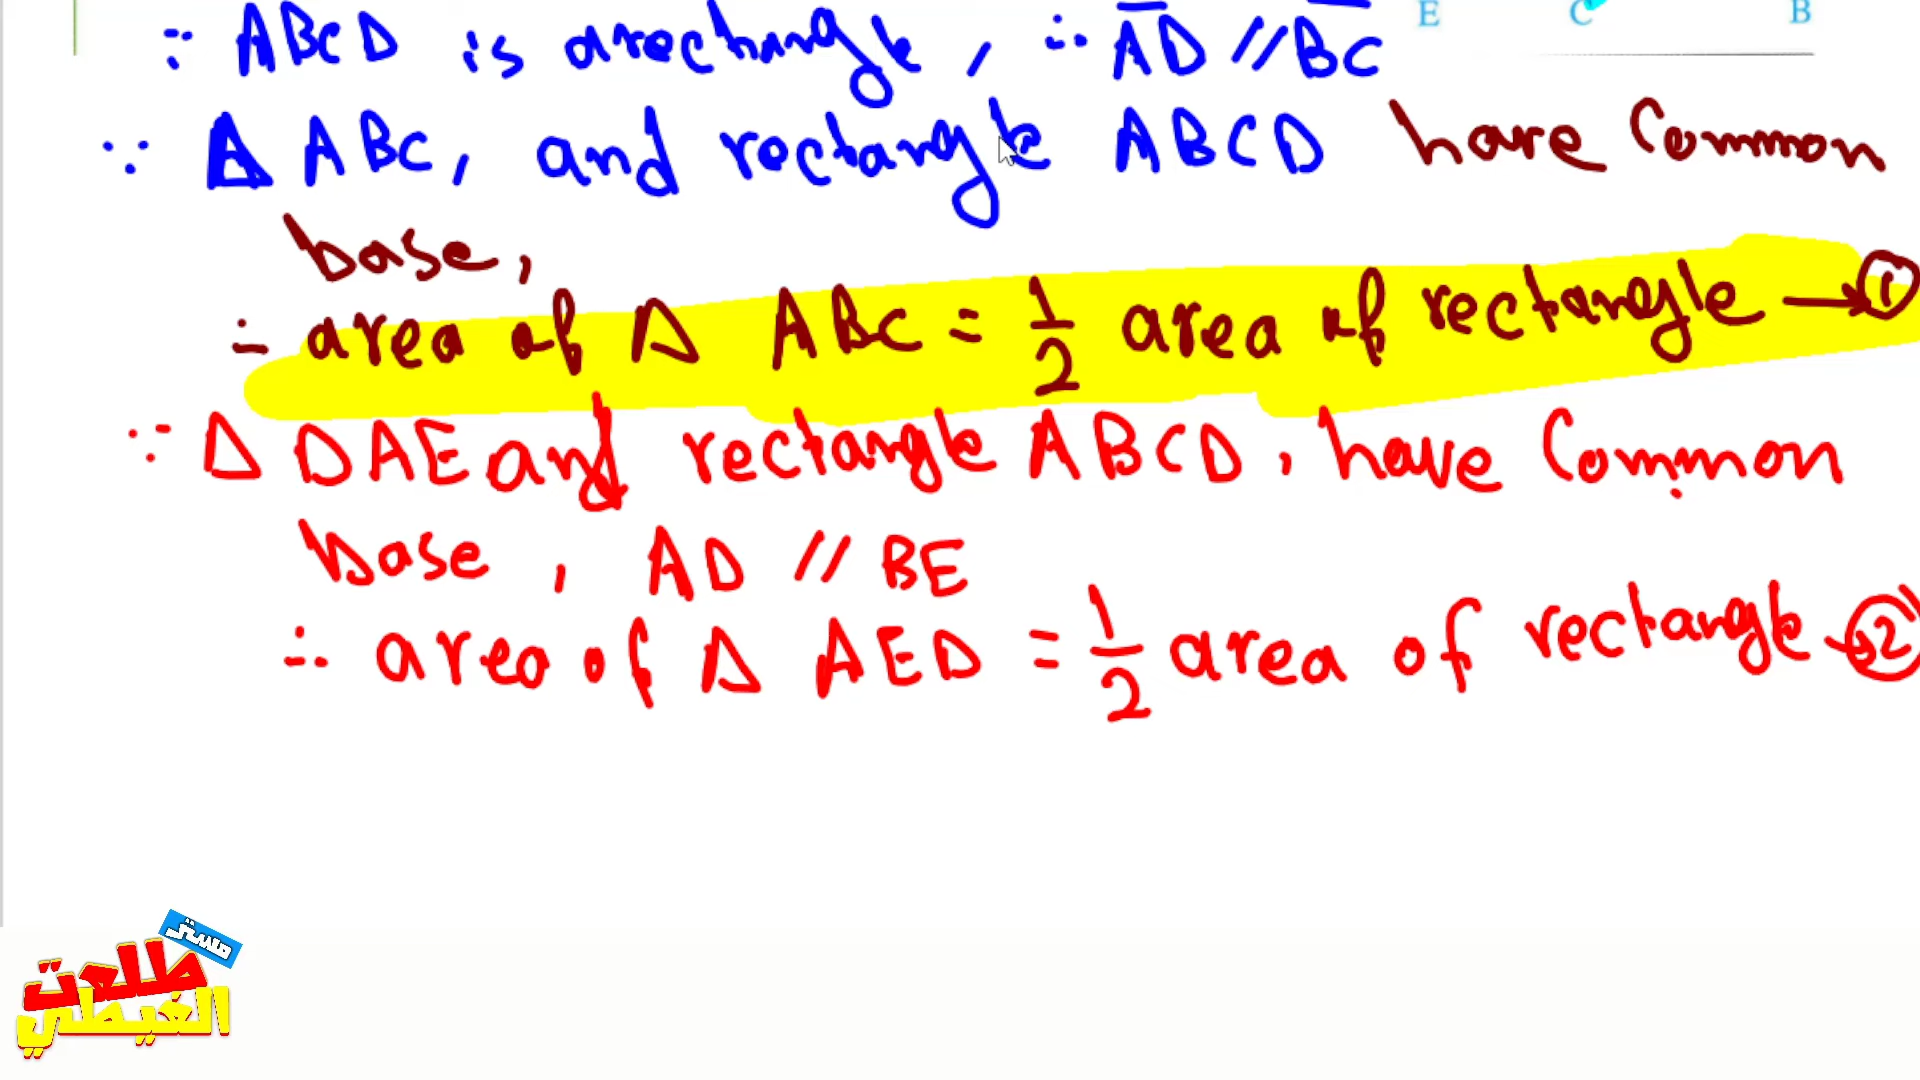 E C B
∵ ABCD is a rectangle, ∴ AD // BC
∵ Δ ABC, and rectangle ABCD have Common
base,
∴ area of Δ ABC = 1/2 area of rectangle → ①
∵ Δ DAE and rectangle ABCD, have Common
base, AD // BE
∴ area of Δ AED = 1/2 area of rectangle → ②
مستر
طلعت
الغيطي